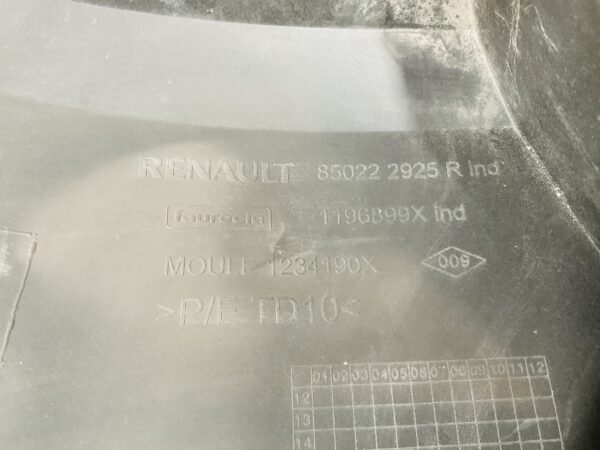 RENAULT 85022 2925 R ind
faurecia 1196899X ind
MOULE 1234190X 009
>P/E TD10<
01 02 03 04 05 06 07 08 09 10 11 12
12
13
14